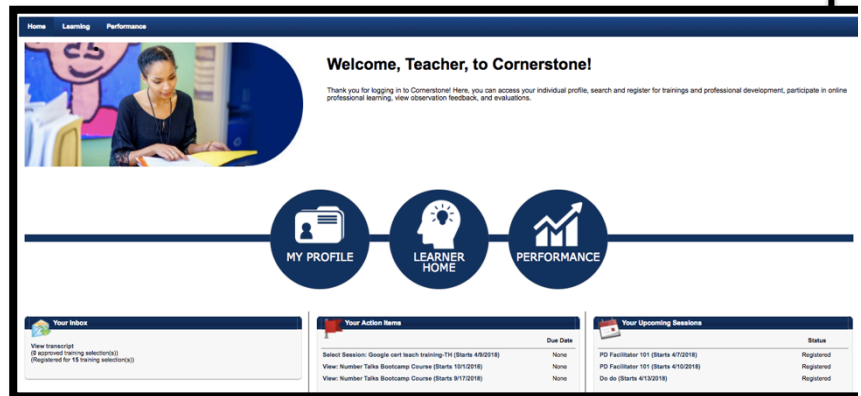 Home Learning Performance
Welcome, Teacher, to Cornerstone!
Thank you for logging in to Cornerstone! Here, you can access your individual profile, search and register for trainings and professional development, participate in online
professional learning, view observation feedback, and evaluations.
MY PROFILE
LEARNER
HOME
PERFORMANCE
Your Inbox
View transcript
(0 approved training selection(s))
(Registered for 15 training selection(s))
Your Action Items
Due Date
Select Session: Google cert teach training-TH (Starts 4/9/2018) None
View: Number Talks Bootcamp Course (Starts 10/1/2018) None
View: Number Talks Bootcamp Course (Starts 9/17/2018) None
Your Upcoming Sessions
Status
PD Facilitator 101 (Starts 4/7/2018) Registered
PD Facilitator 101 (Starts 4/10/2018) Registered
Do do (Starts 4/13/2018) Registered